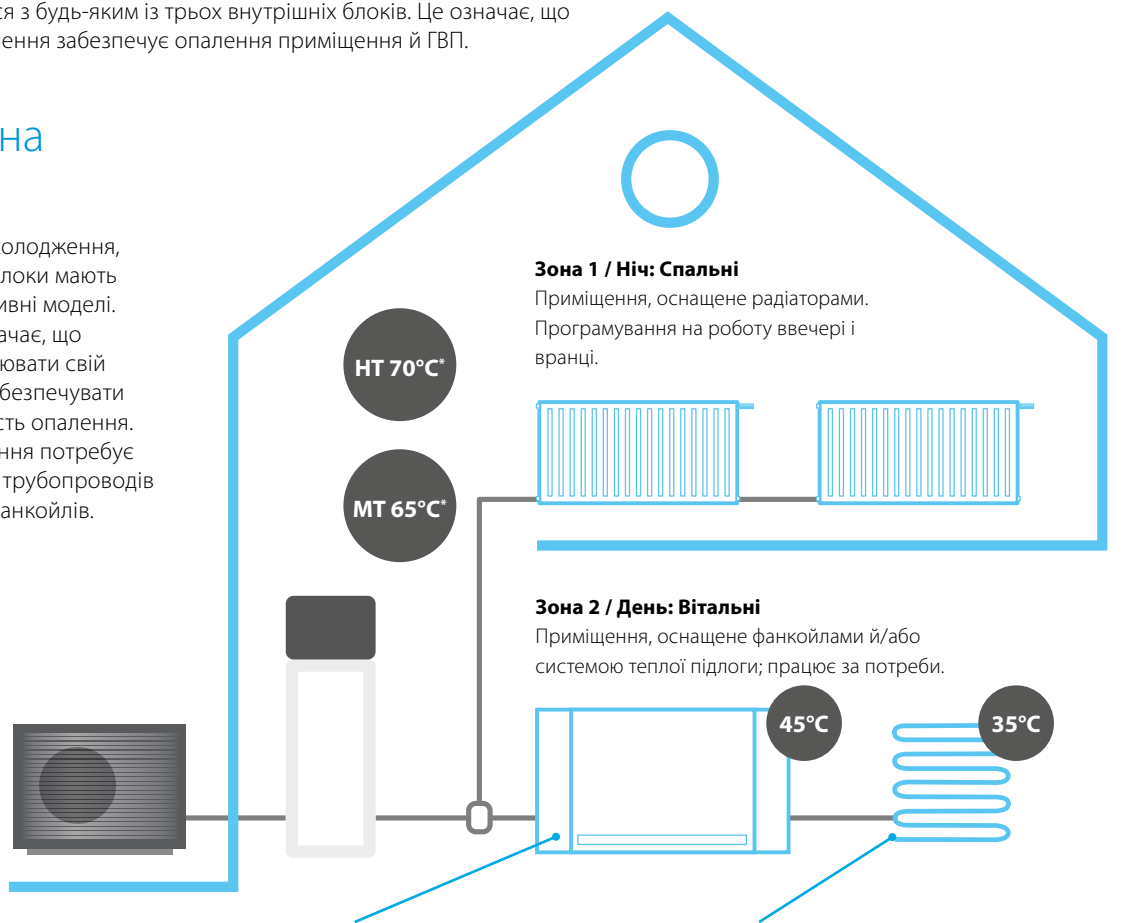 ся з будь-яким із трьох внутрішніх блоків. Це означає, що
лення забезпечує опалення приміщення й ГВП.
на
олодження,
локи мають
ивні моделі.
ачає, що
ювати свій
безпечувати
ість опалення.
ння потребує
трубопроводів
анкойлів.
HT 70°C*
MT 65°C*
Зона 1 / Ніч: Спальні
Приміщення, оснащене радіаторами.
Програмування на роботу ввечері і
вранці.
Зона 2 / День: Вітальні
Приміщення, оснащене фанкойлами й/або
системою теплої підлоги; працює за потреби.
45°C
35°C